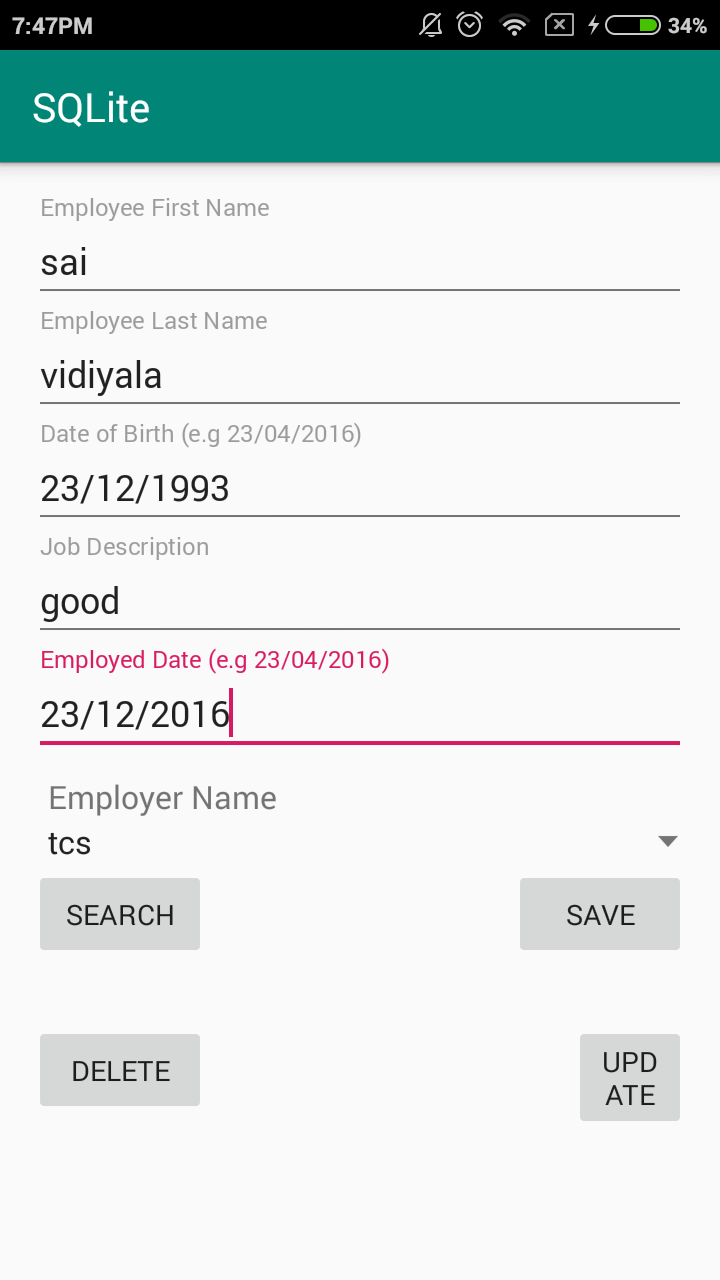 7:47PM 34%
SQLite
Employee First Name
sai
Employee Last Name
vidiyala
Date of Birth (e.g 23/04/2016)
23/12/1993
Job Description
good
Employed Date (e.g 23/04/2016)
23/12/2016
Employer Name
tcs
SEARCH SAVE
DELETE UPD
ATE